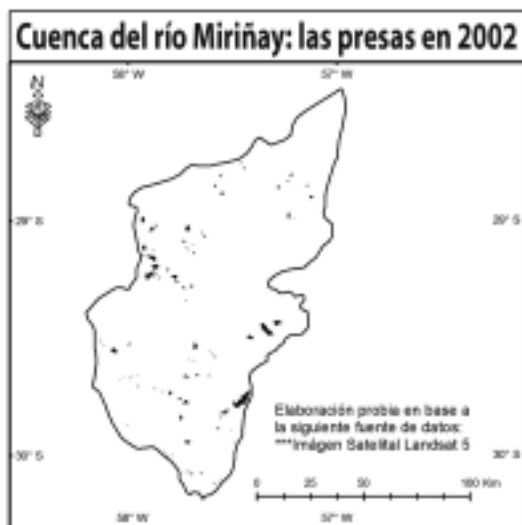 Cuenca del río Miriñay: las presas en 2002
58° W 57° W
N
29° S 29° S
Elaboración probia en base a
la siguiente fuente de datos:
***Imágen Satelital Landsat 5
30° S 30° S
0 25 50 100 Km
58° W 57° W